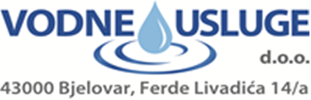 VODNE USLUGE
d.o.o.
43000 Bjelovar, Ferde Livadića 14/a